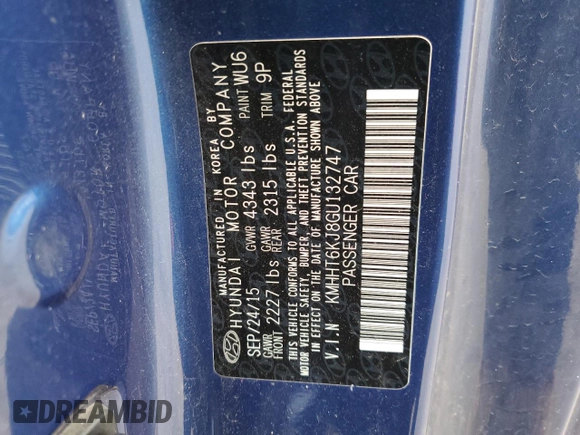 MANUFACTURED IN KOREA BY
HYUNDAI MOTOR COMPANY
SEP/24/15 GVWR 4343 lbs PAINT WU6
GAWR FRONT 2227 lbs GAWR REAR 2315 lbs TRIM 9P
THIS VEHICLE CONFORMS TO ALL APPLICABLE U.S.A. FEDERAL
MOTOR VEHICLE SAFETY, BUMPER, AND THEFT PREVENTION STANDARDS
IN EFFECT ON THE DATE OF MANUFACTURE SHOWN ABOVE
V.I.N KMHHT6KJ8GU132747
PASSENGER CAR
DREAMBID